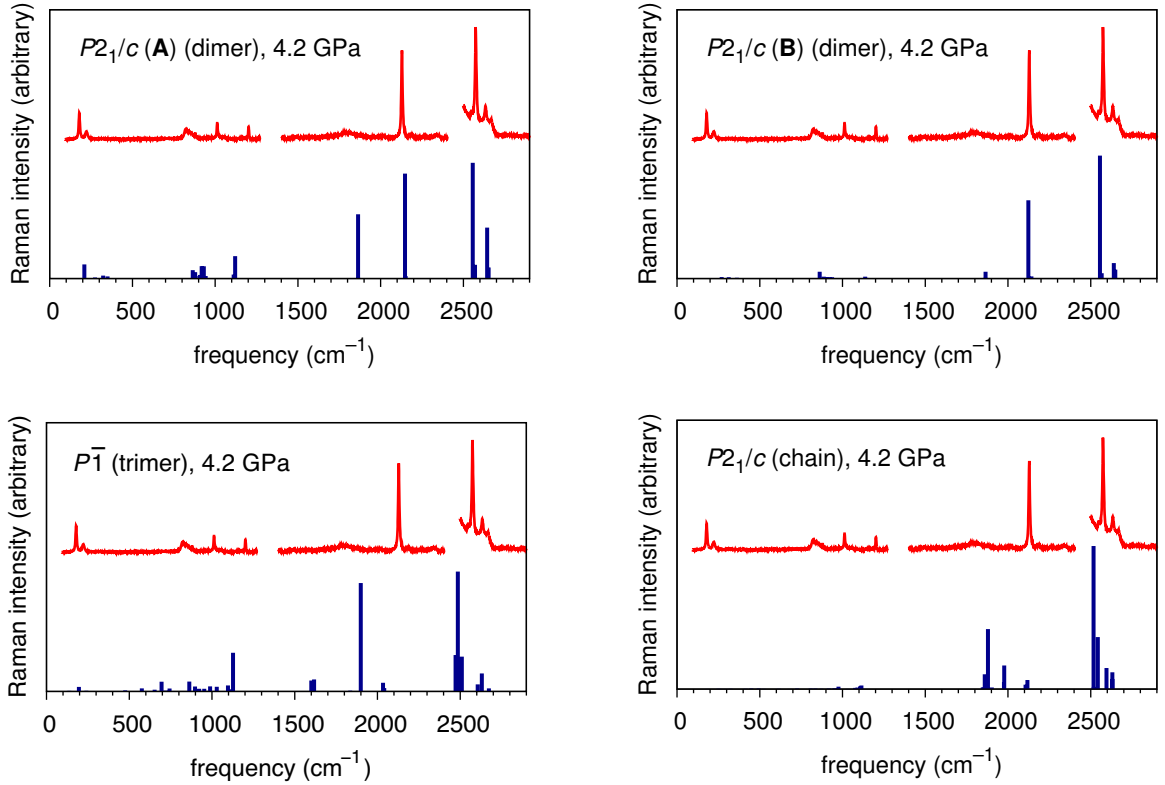 Raman intensity (arbitrary)
P2₁/c (A) (dimer), 4.2 GPa
0 500 1000 1500 2000 2500
frequency (cm⁻¹)
Raman intensity (arbitrary)
P2₁/c (B) (dimer), 4.2 GPa
0 500 1000 1500 2000 2500
frequency (cm⁻¹)
Raman intensity (arbitrary)
P1̅ (trimer), 4.2 GPa
0 500 1000 1500 2000 2500
frequency (cm⁻¹)
Raman intensity (arbitrary)
P2₁/c (chain), 4.2 GPa
0 500 1000 1500 2000 2500
frequency (cm⁻¹)